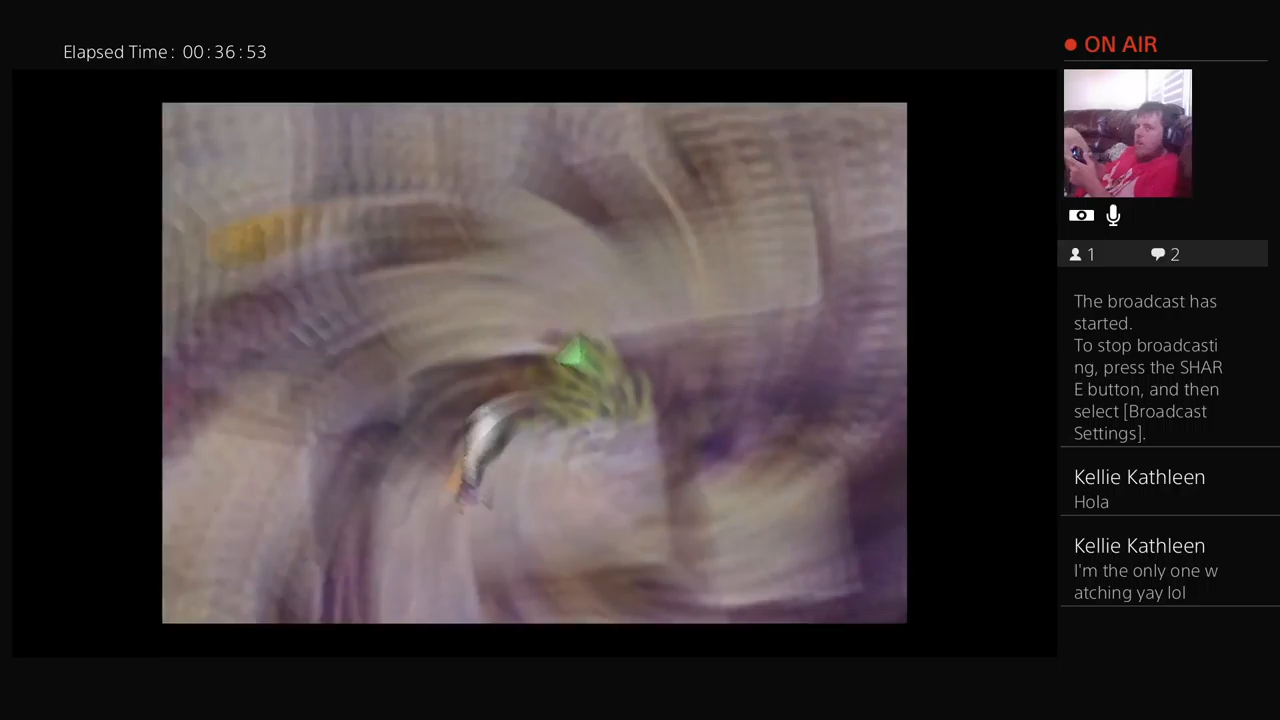 Elapsed Time: 00:36:53
ON AIR
1 2
The broadcast has
started.
To stop broadcasti
ng, press the SHAR
E button, and then
select [Broadcast
Settings].
Kellie Kathleen
Hola
Kellie Kathleen
I'm the only one w
atching yay lol